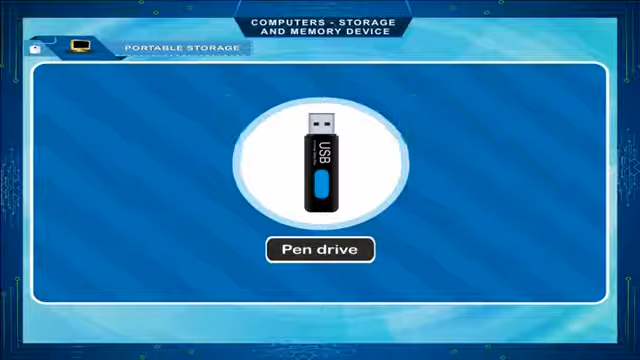 COMPUTERS - STORAGE
AND MEMORY DEVICE
PORTABLE STORAGE
USB
Pen drive